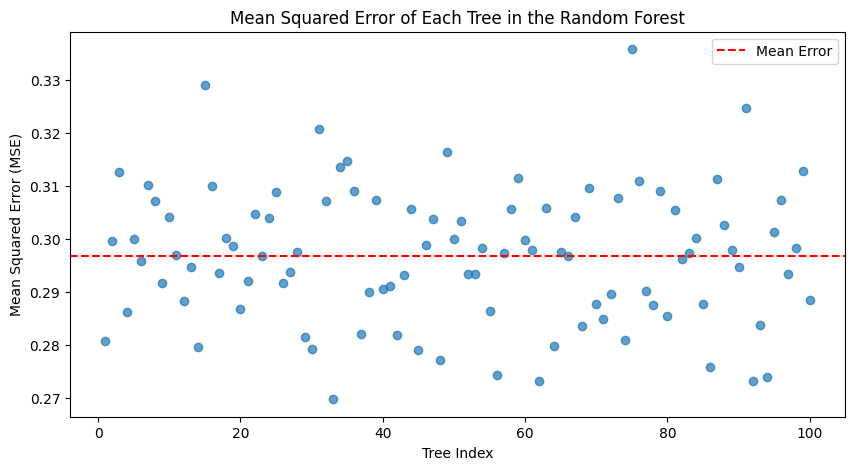 Mean Squared Error of Each Tree in the Random Forest
Mean Error
Mean Squared Error (MSE)
0.33
0.32
0.31
0.30
0.29
0.28
0.27
0 20 40 60 80 100
Tree Index